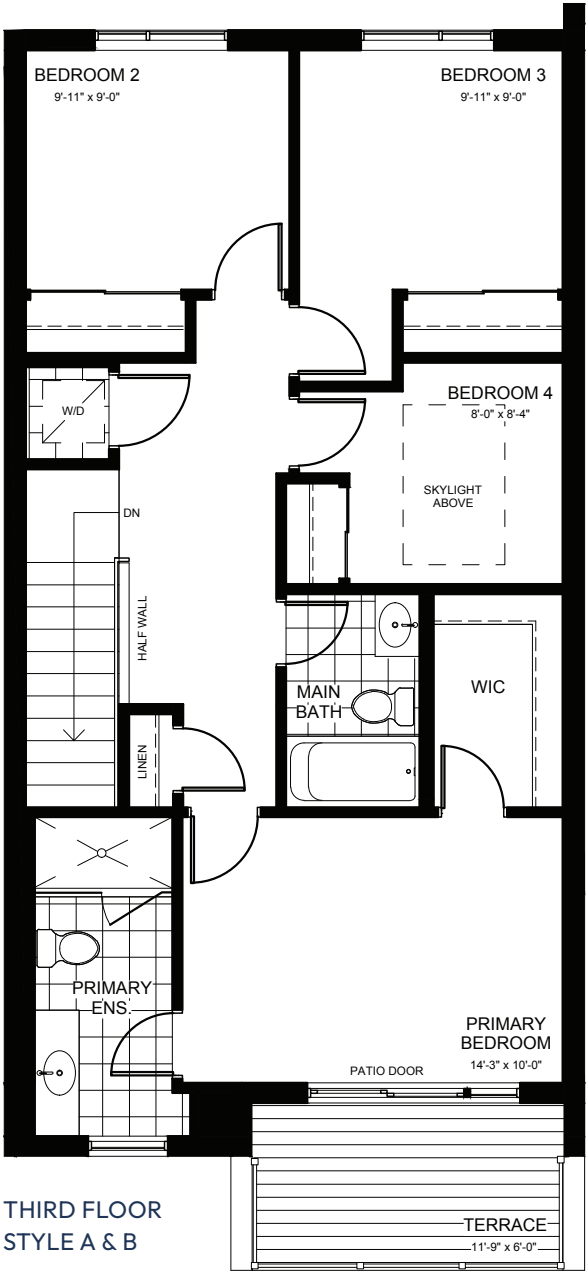 BEDROOM 2
9'-11" x 9'-0"
BEDROOM 3
9'-11" x 9'-0"
W/D
BEDROOM 4
8'-0" x 8'-4"
SKYLIGHT
ABOVE
DN
HALF WALL
MAIN
BATH
WIC
LINEN
PRIMARY
ENS.
PRIMARY
BEDROOM
14'-3" x 10'-0"
PATIO DOOR
THIRD FLOOR
STYLE A & B
TERRACE
11'-9" x 6'-0"